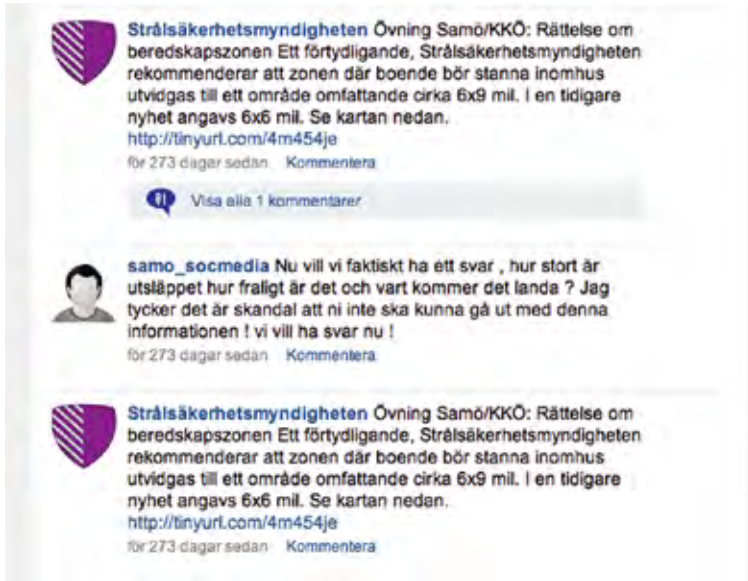 Strålsäkerhetsmyndigheten Övning Samö/KKÖ: Rättelse om
beredskapszonen Ett förtydligande, Strålsäkerhetsmyndigheten
rekommenderar att zonen där boende bör stanna inomhus
utvidgas till ett område omfattande cirka 6x9 mil. I en tidigare
nyhet angavs 6x6 mil. Se kartan nedan.
http://tinyurl.com/4m454je
för 273 dagar sedan Kommentera
Visa alla 1 kommentarer
samo_socmedia Nu vill vi faktiskt ha ett svar , hur stort är
utsläppet hur fraligt är det och vart kommer det landa ? Jag
tycker det är skandal att ni inte ska kunna gå ut med denna
informationen ! vi vill ha svar nu !
för 273 dagar sedan Kommentera
Strålsäkerhetsmyndigheten Övning Samö/KKÖ: Rättelse om
beredskapszonen Ett förtydligande, Strålsäkerhetsmyndigheten
rekommenderar att zonen där boende bör stanna inomhus
utvidgas till ett område omfattande cirka 6x9 mil. I en tidigare
nyhet angavs 6x6 mil. Se kartan nedan.
http://tinyurl.com/4m454je
för 273 dagar sedan Kommentera